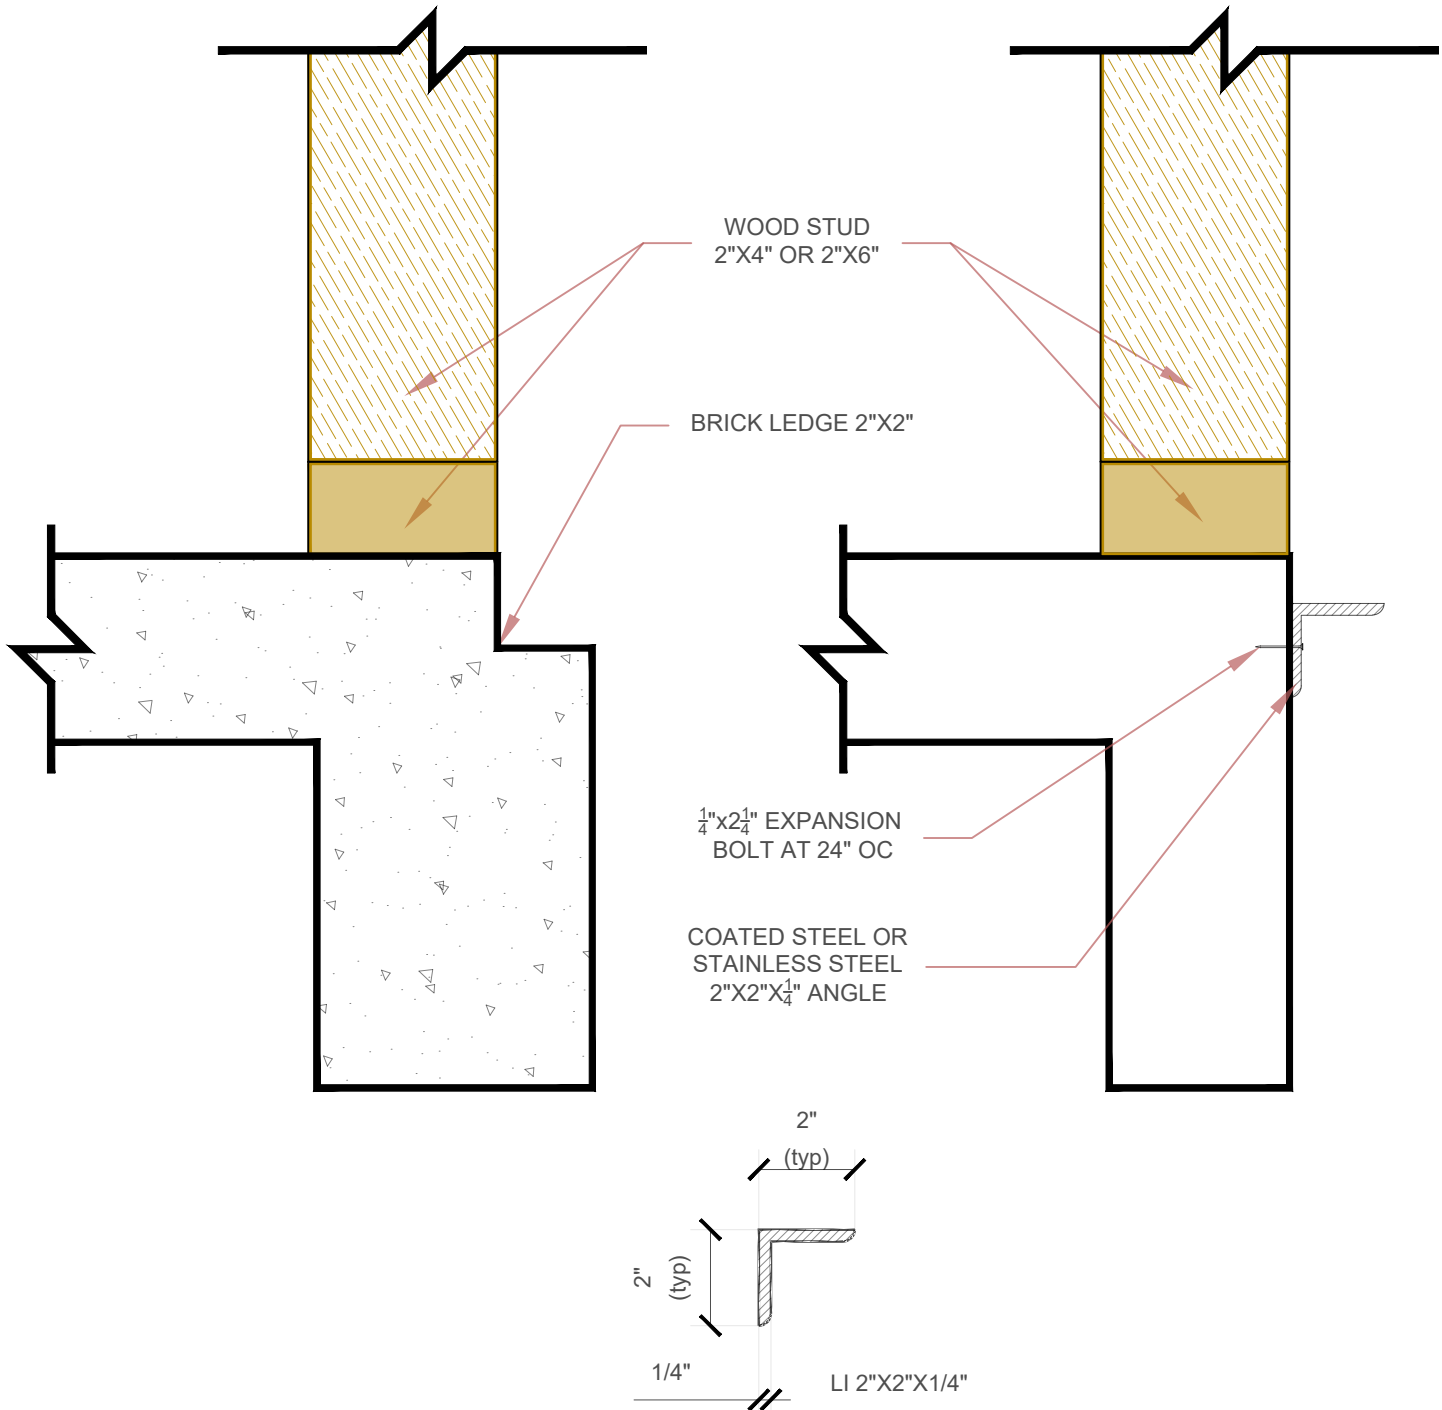 WOOD STUD
2"X4" OR 2"X6"
BRICK LEDGE 2"X2"
1/4"x2 1/4" EXPANSION
BOLT AT 24" OC
COATED STEEL OR
STAINLESS STEEL
2"X2"X1/4" ANGLE
2"
(typ)
2"
(typ)
1/4"
LI 2"X2"X1/4"